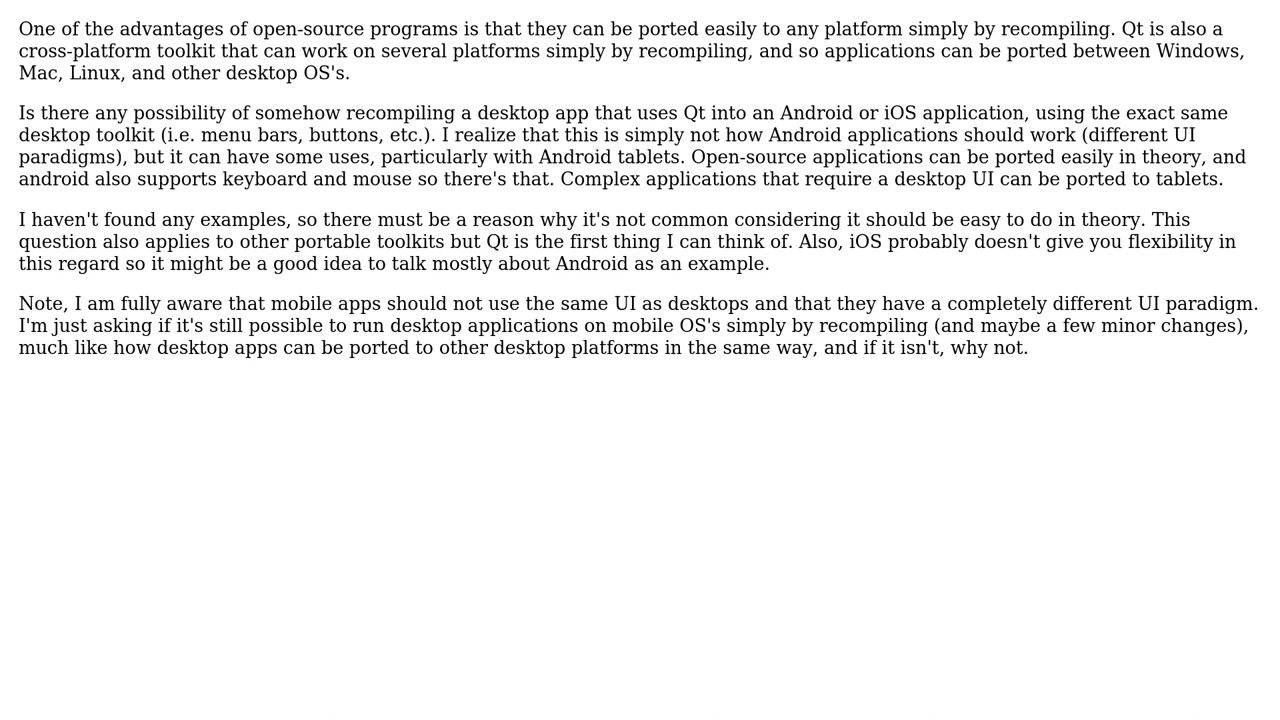 One of the advantages of open-source programs is that they can be ported easily to any platform simply by recompiling. Qt is also a
cross-platform toolkit that can work on several platforms simply by recompiling, and so applications can be ported between Windows,
Mac, Linux, and other desktop OS's.
Is there any possibility of somehow recompiling a desktop app that uses Qt into an Android or iOS application, using the exact same
desktop toolkit (i.e. menu bars, buttons, etc.). I realize that this is simply not how Android applications should work (different UI
paradigms), but it can have some uses, particularly with Android tablets. Open-source applications can be ported easily in theory, and
android also supports keyboard and mouse so there's that. Complex applications that require a desktop UI can be ported to tablets.
I haven't found any examples, so there must be a reason why it's not common considering it should be easy to do in theory. This
question also applies to other portable toolkits but Qt is the first thing I can think of. Also, iOS probably doesn't give you flexibility in
this regard so it might be a good idea to talk mostly about Android as an example.
Note, I am fully aware that mobile apps should not use the same UI as desktops and that they have a completely different UI paradigm.
I'm just asking if it's still possible to run desktop applications on mobile OS's simply by recompiling (and maybe a few minor changes),
much like how desktop apps can be ported to other desktop platforms in the same way, and if it isn't, why not.